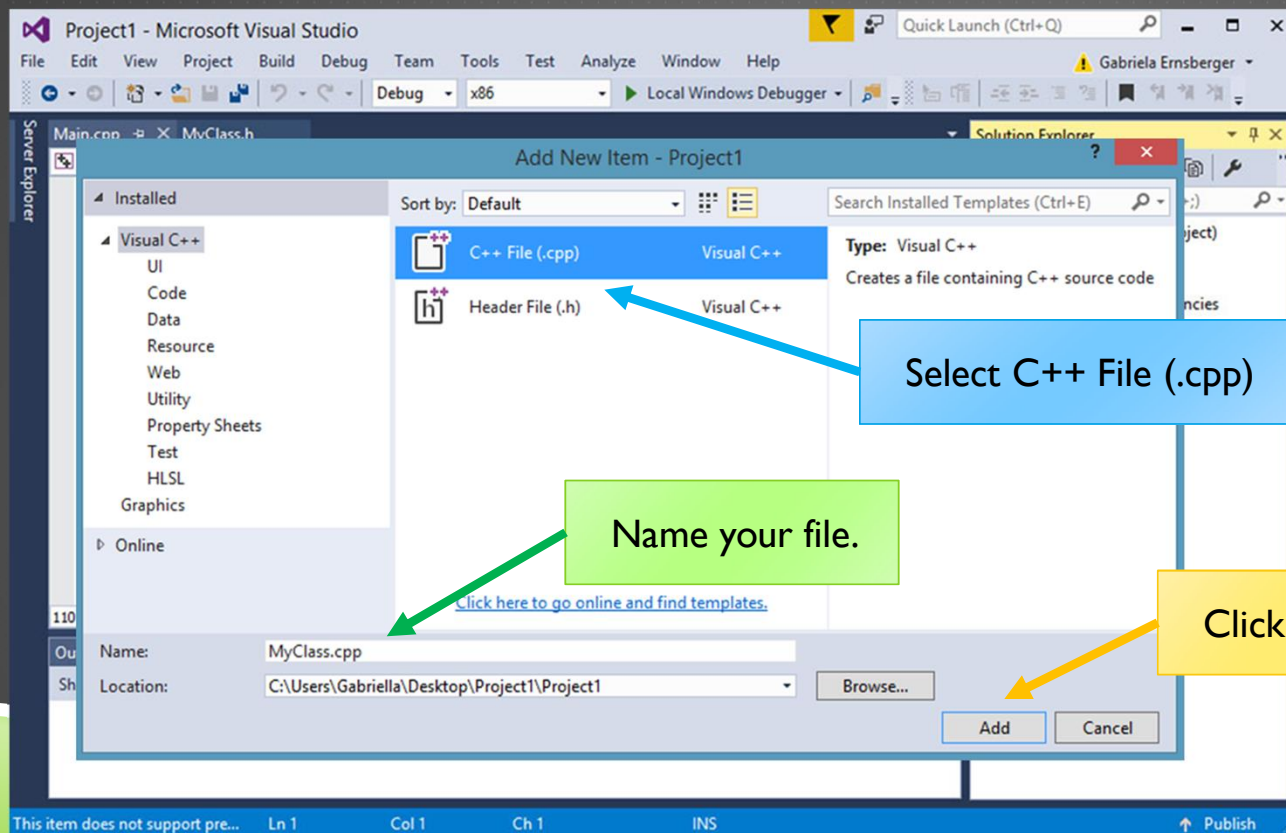 Project1 - Microsoft Visual Studio
Quick Launch (Ctrl+Q)
File Edit View Project Build Debug Team Tools Test Analyze Window Help
Gabriela Ernsberger
Debug x86 Local Windows Debugger
Server Explorer
Main.cpp MyClass.h
Solution Explorer
Add New Item - Project1
?
Installed
Sort by: Default
Search Installed Templates (Ctrl+E)
+;)
Visual C++
UI
Code
Data
Resource
Web
Utility
Property Sheets
Test
HLSL
Graphics
Online
C++ File (.cpp) Visual C++
Header File (.h) Visual C++
Type: Visual C++
Creates a file containing C++ source code
ject)
ncies
Select C++ File (.cpp)
Name your file.
Click here to go online and find templates.
Click
110
Ou
Sh
Name: MyClass.cpp
Location: C:\Users\Gabriella\Desktop\Project1\Project1
Browse...
Add Cancel
This item does not support pre... Ln 1 Col 1 Ch 1 INS Publish